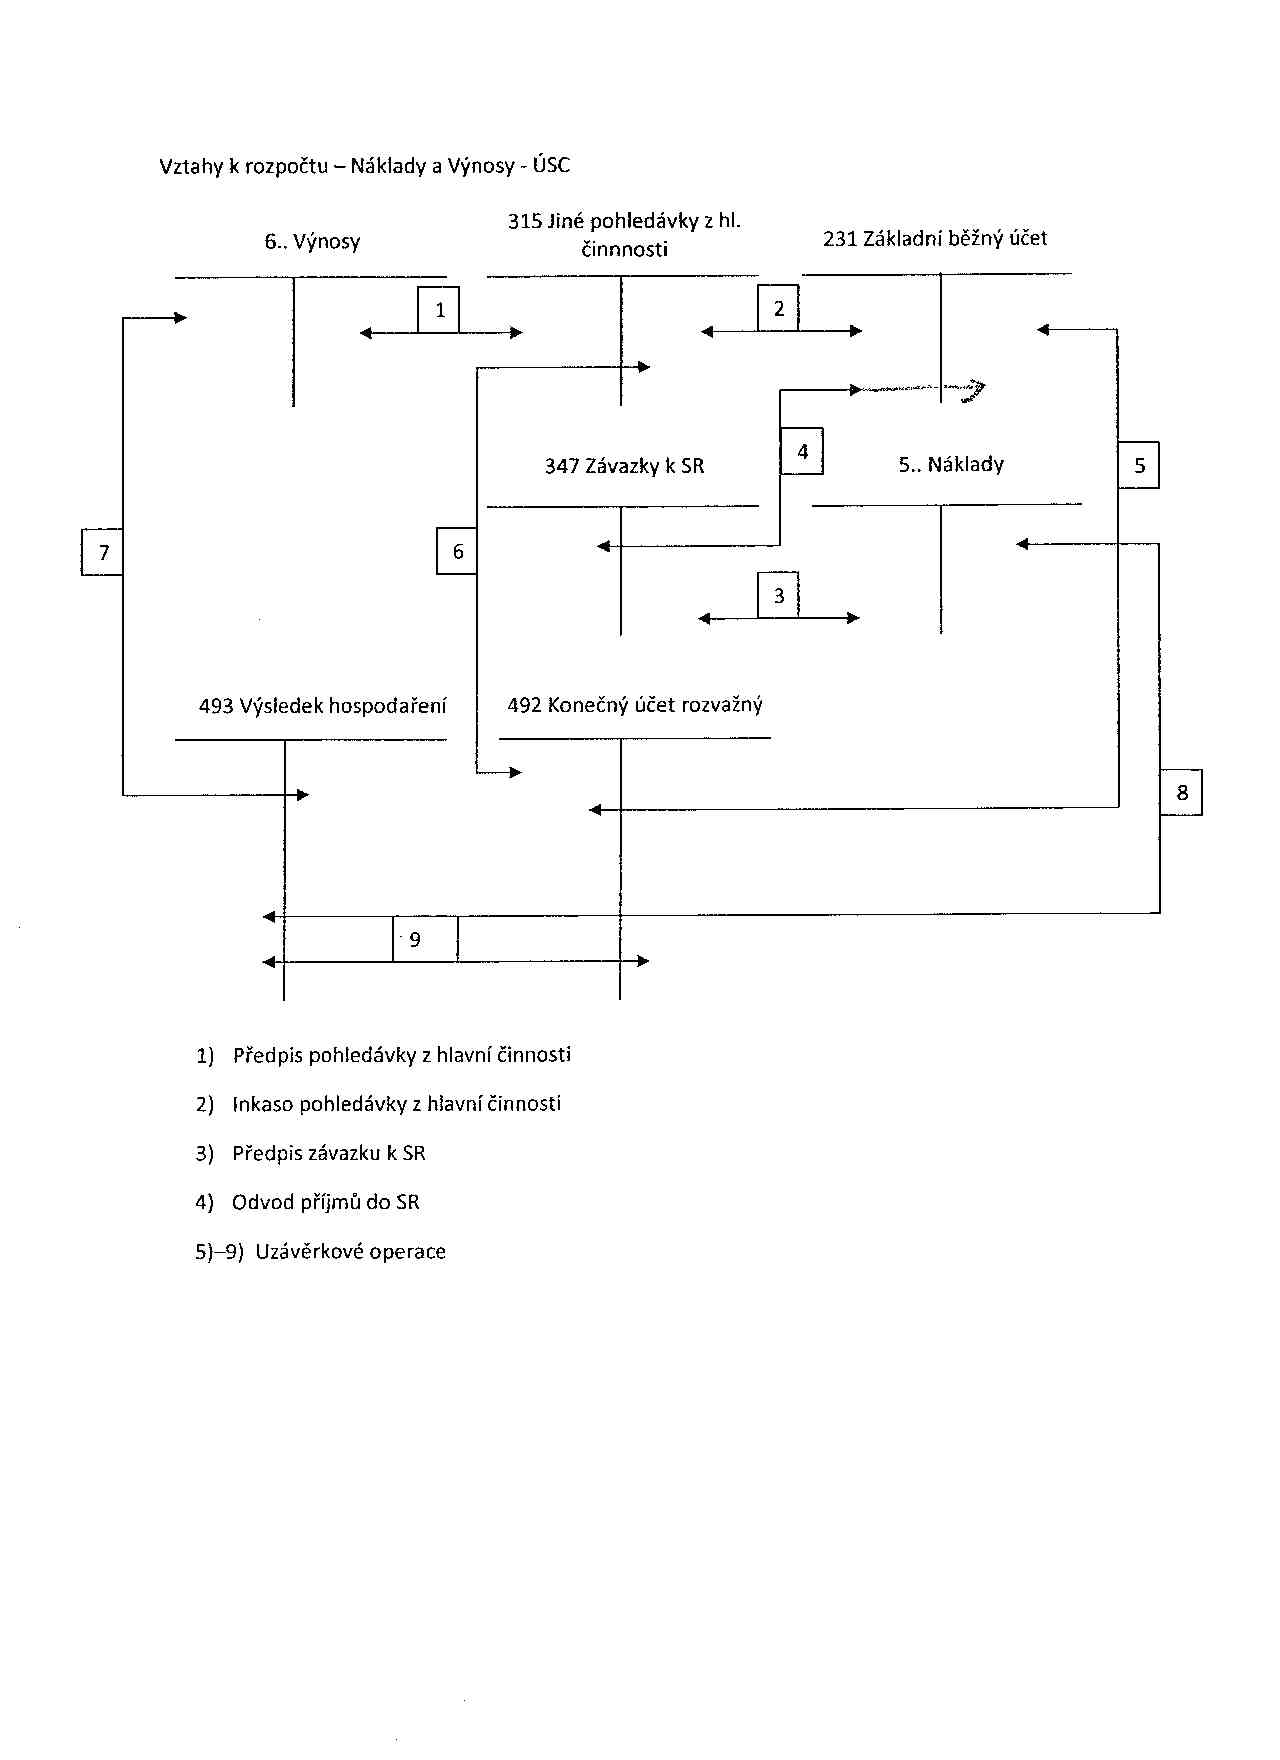 Vztahy k rozpočtu – Náklady a Výnosy - ÚSC
6.. Výnosy
315 Jiné pohledávky z hl.
činnnosti
231 Základní běžný účet
1
2
347 Závazky k SR
4
5.. Náklady
5
7
6
3
493 Výsledek hospodaření
492 Konečný účet rozvažný
8
9
1) Předpis pohledávky z hlavní činnosti
2) Inkaso pohledávky z hlavní činnosti
3) Předpis závazku k SR
4) Odvod příjmů do SR
5)–9) Uzávěrkové operace